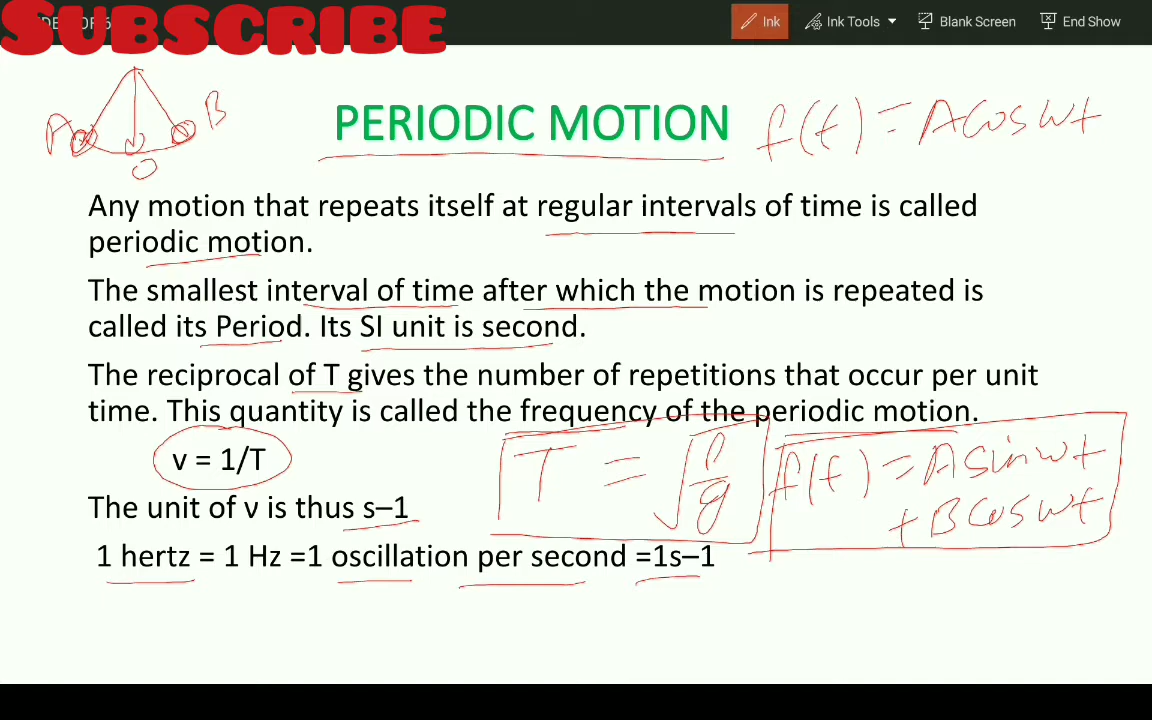 SUBSCRIBE
Ink
Ink Tools
Blank Screen
End Show
A
B
O
PERIODIC MOTION
f(t) = A cos wt
Any motion that repeats itself at regular intervals of time is called
periodic motion.
The smallest interval of time after which the motion is repeated is
called its Period. Its SI unit is second.
The reciprocal of T gives the number of repetitions that occur per unit
time. This quantity is called the frequency of the periodic motion.
ν = 1/T
T = √l/g
f(t) = A sin wt
+ B cos wt
The unit of ν is thus s–1
1 hertz = 1 Hz =1 oscillation per second =1s–1